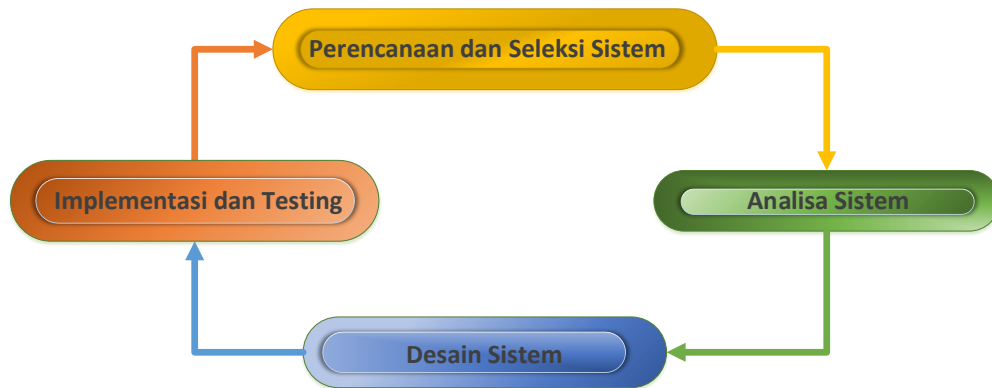 Perencanaan dan Seleksi Sistem
Implementasi dan Testing
Analisa Sistem
Desain Sistem